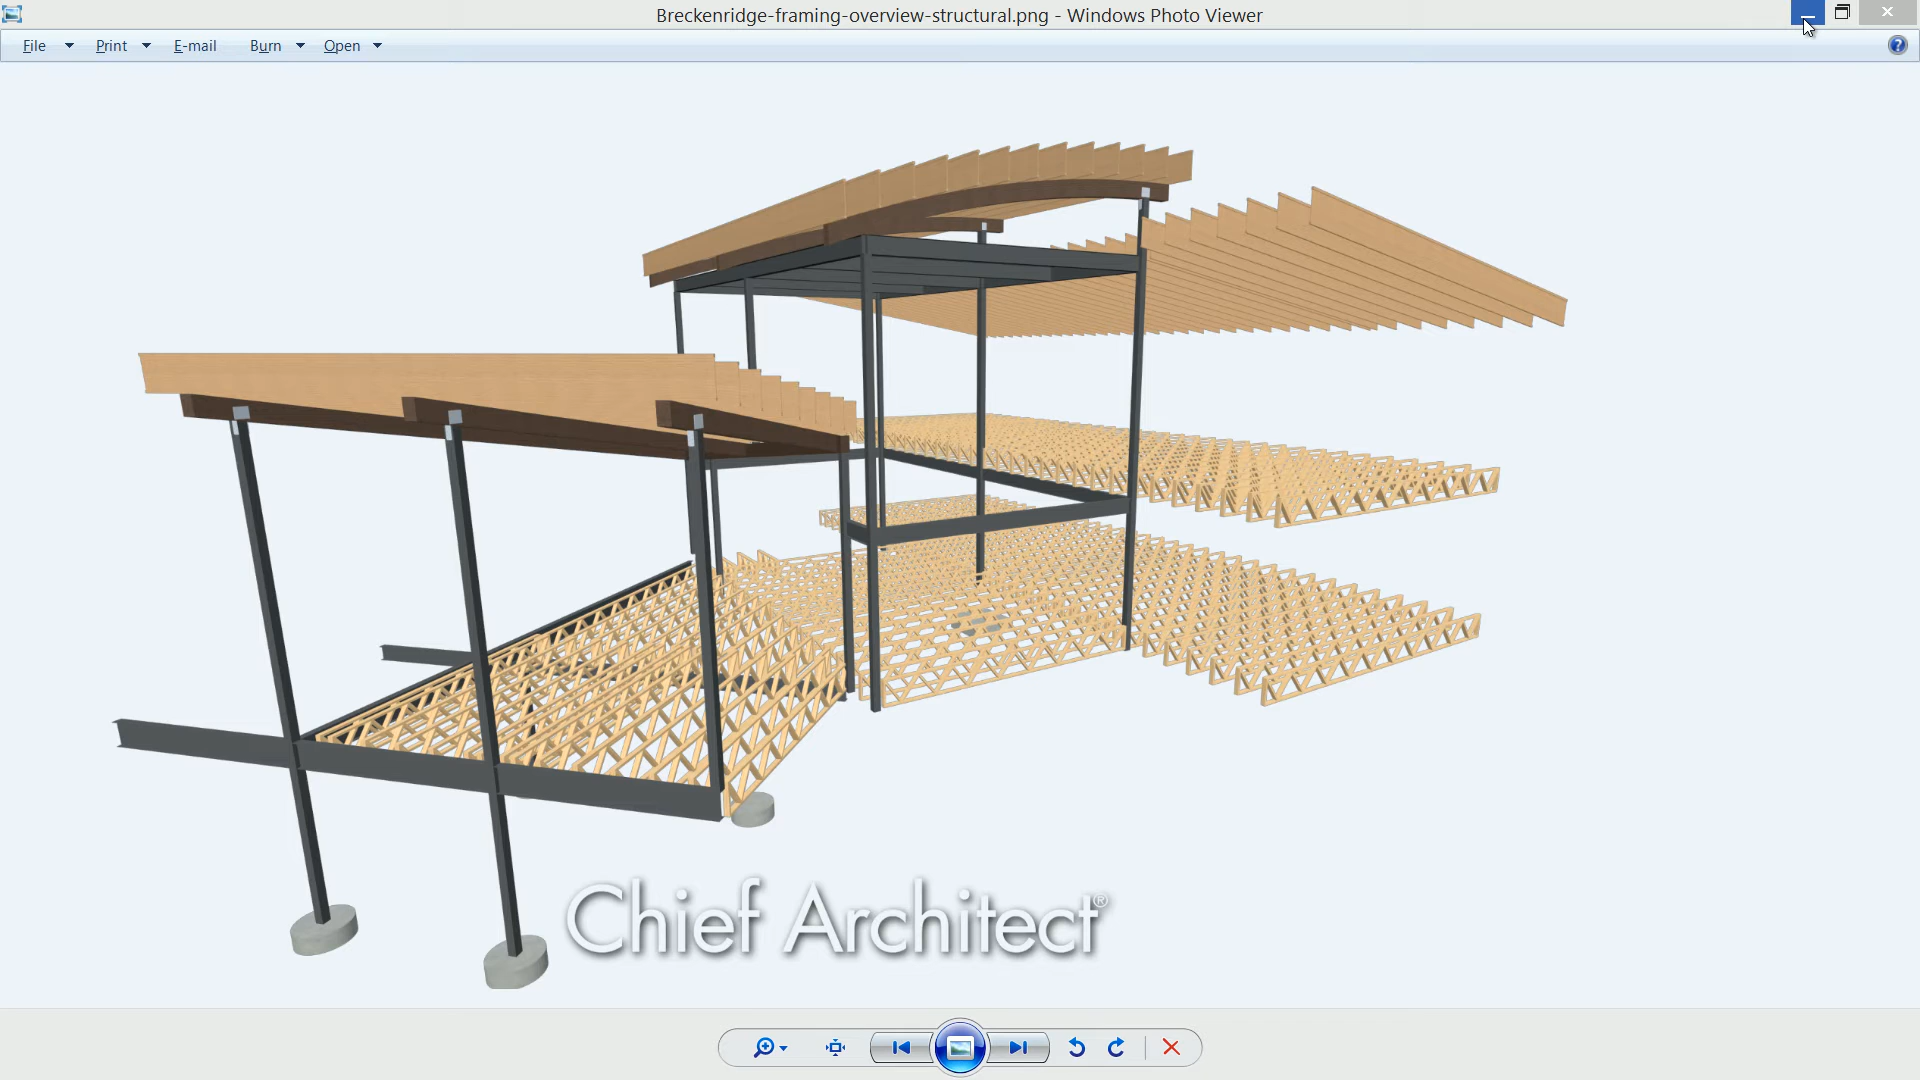 Breckenridge-framing-overview-structural.png - Windows Photo Viewer
File Print E-mail Burn Open
Chief Architect®